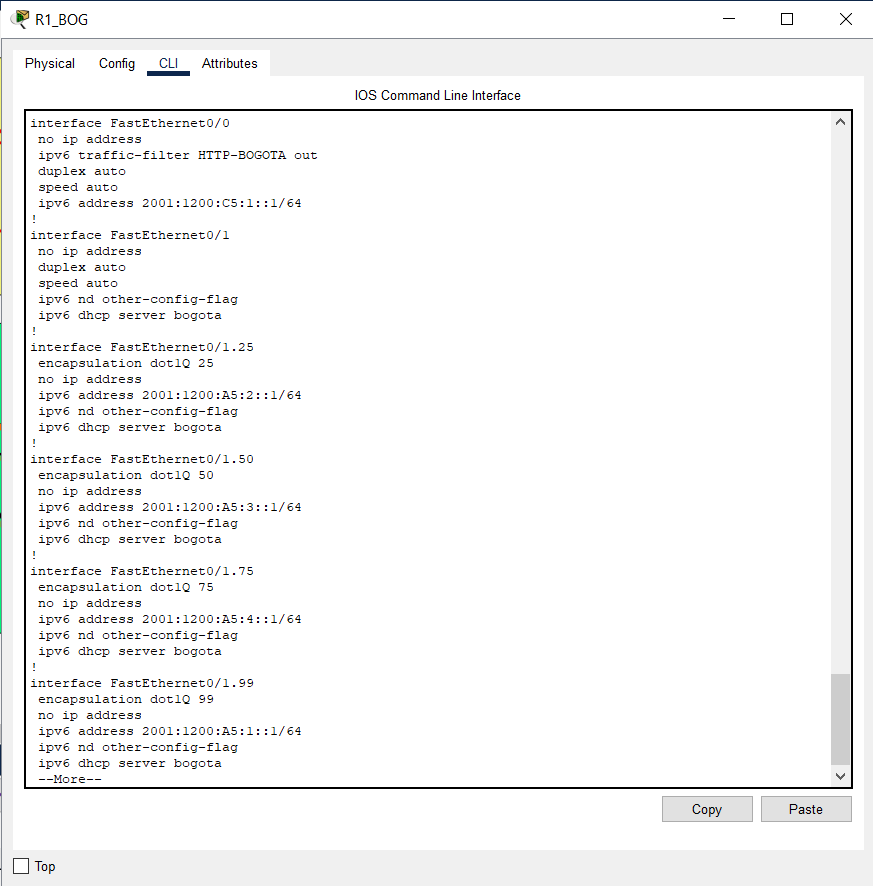 R1_BOG
Physical Config CLI Attributes
IOS Command Line Interface
interface FastEthernet0/0
 no ip address
 ipv6 traffic-filter HTTP-BOGOTA out
 duplex auto
 speed auto
 ipv6 address 2001:1200:C5:1::1/64
!
interface FastEthernet0/1
 no ip address
 duplex auto
 speed auto
 ipv6 nd other-config-flag
 ipv6 dhcp server bogota
!
interface FastEthernet0/1.25
 encapsulation dot1Q 25
 no ip address
 ipv6 address 2001:1200:A5:2::1/64
 ipv6 nd other-config-flag
 ipv6 dhcp server bogota
!
interface FastEthernet0/1.50
 encapsulation dot1Q 50
 no ip address
 ipv6 address 2001:1200:A5:3::1/64
 ipv6 nd other-config-flag
 ipv6 dhcp server bogota
!
interface FastEthernet0/1.75
 encapsulation dot1Q 75
 no ip address
 ipv6 address 2001:1200:A5:4::1/64
 ipv6 nd other-config-flag
 ipv6 dhcp server bogota
!
interface FastEthernet0/1.99
 encapsulation dot1Q 99
 no ip address
 ipv6 address 2001:1200:A5:1::1/64
 ipv6 nd other-config-flag
 ipv6 dhcp server bogota
 --More--
Copy Paste
Top